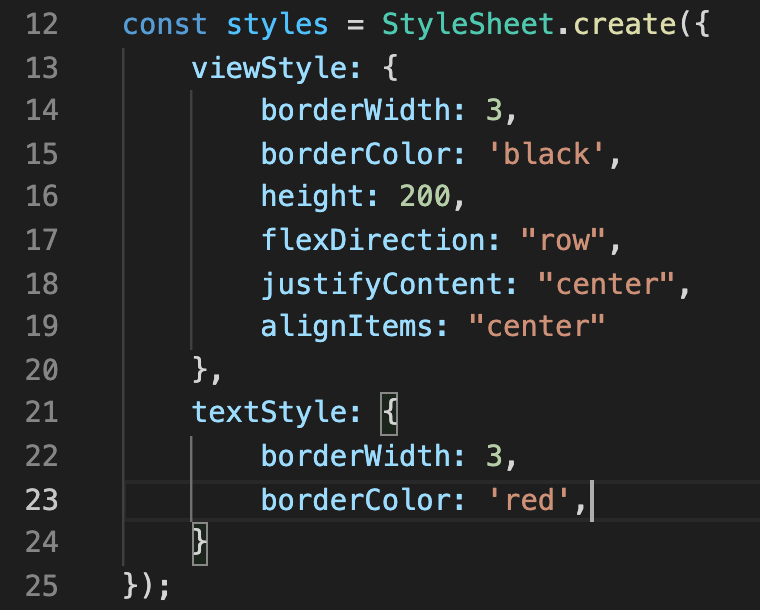 12 const styles = StyleSheet.create({
13     viewStyle: {
14         borderWidth: 3,
15         borderColor: 'black',
16         height: 200,
17         flexDirection: "row",
18         justifyContent: "center",
19         alignItems: "center"
20     },
21     textStyle: {
22         borderWidth: 3,
23         borderColor: 'red',
24     }
25 });